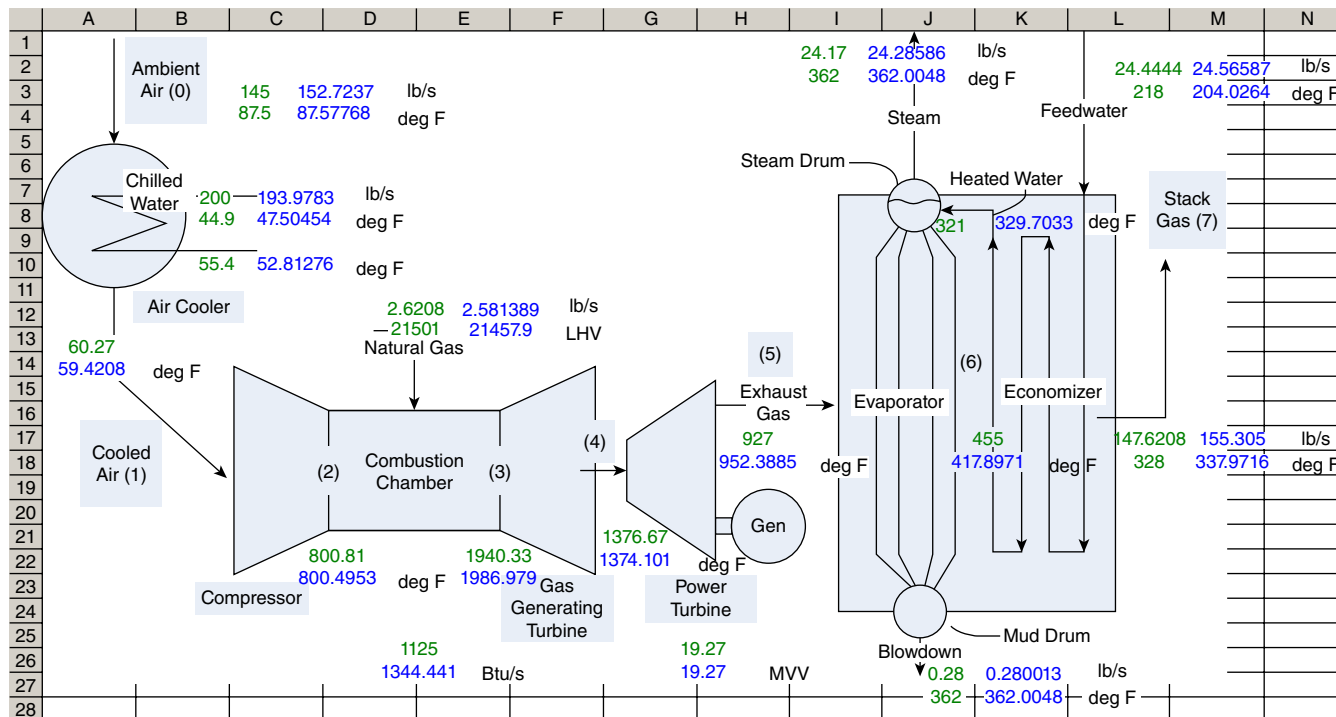 A B C D E F G H I J K L M N
1
2
3
4
5
6
7
8
9
10
11
12
13
14
15
16
17
18
19
20
21
22
23
24
25
26
27
28
Ambient
Air (0)
145 152.7237 lb/s
87.5 87.57768 deg F
24.17 24.28586 lb/s
362 362.0048 deg F
24.4444 24.56587 lb/s
218 204.0264 deg F
Steam
Feedwater
Steam Drum
Heated Water
Chilled
Water
200 193.9783 lb/s
44.9 47.50454 deg F
55.4 52.81276 deg F
Air Cooler
321 329.7033 deg F
Stack
Gas (7)
2.6208 2.581389 lb/s
21501 21457.9 LHV
Natural Gas
60.27
59.4208 deg F
(5)
Exhaust
Gas
(6)
Evaporator
Economizer
Cooled
Air (1)
(2)
Combustion
Chamber
(3)
(4)
927
952.3885 deg F
455
417.8971 deg F
147.6208 155.305 lb/s
328 337.9716 deg F
Gen
800.81
800.4953 deg F
1940.33
1986.979
1376.67
1374.101 deg F
Compressor
Gas
Generating
Turbine
Power
Turbine
Mud Drum
Blowdown
1125
1344.441 Btu/s
19.27
19.27 MVV
0.28 0.280013 lb/s
362 362.0048 deg F